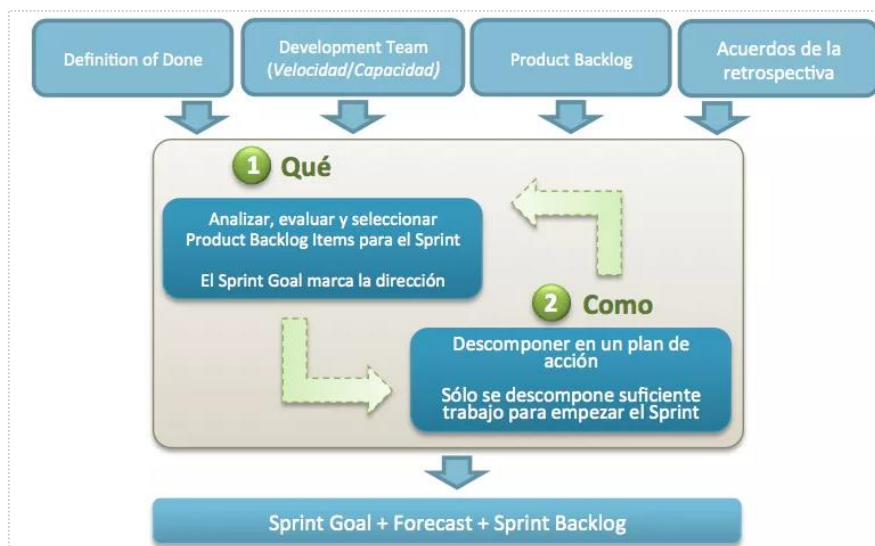 Definition of Done
Development Team
(Velocidad/Capacidad)
Product Backlog
Acuerdos de la
retrospectiva
1 Qué
Analizar, evaluar y seleccionar
Product Backlog Items para el Sprint
El Sprint Goal marca la dirección
2 Como
Descomponer en un plan de
acción
Sólo se descompone suficiente
trabajo para empezar el Sprint
Sprint Goal + Forecast + Sprint Backlog